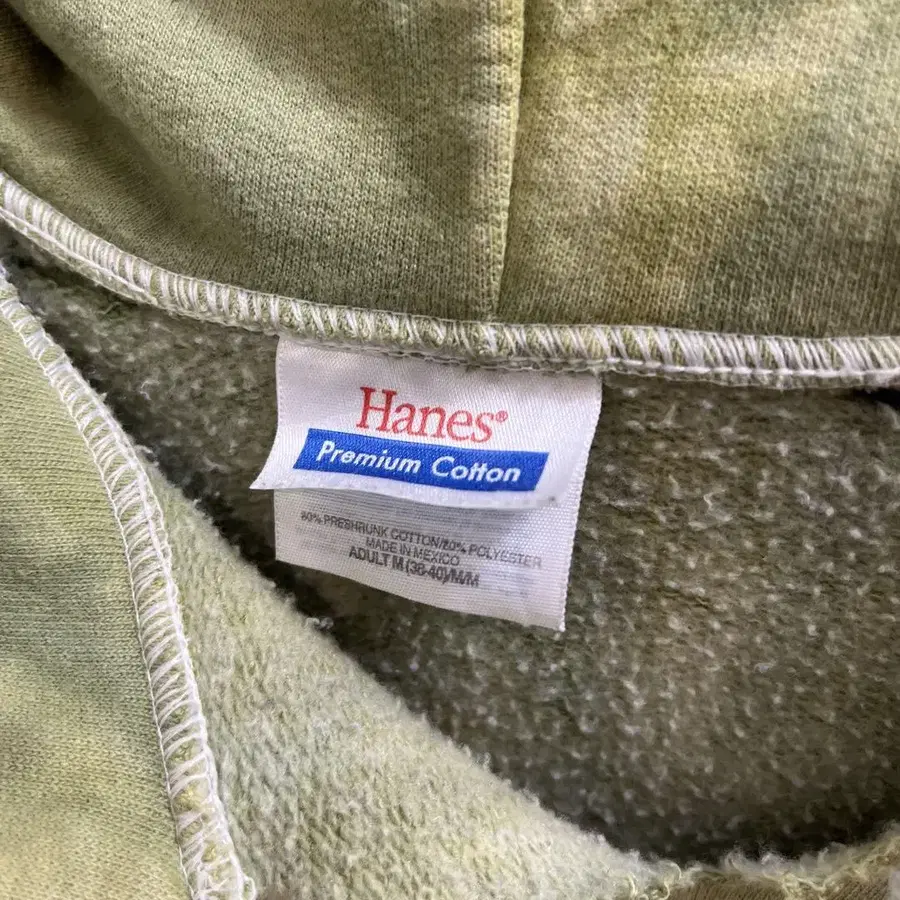 Hanes®
Premium Cotton
80% PRESHRUNK COTTON/20% POLYESTER
MADE IN MEXICO
ADULT M (38-40)/M/M